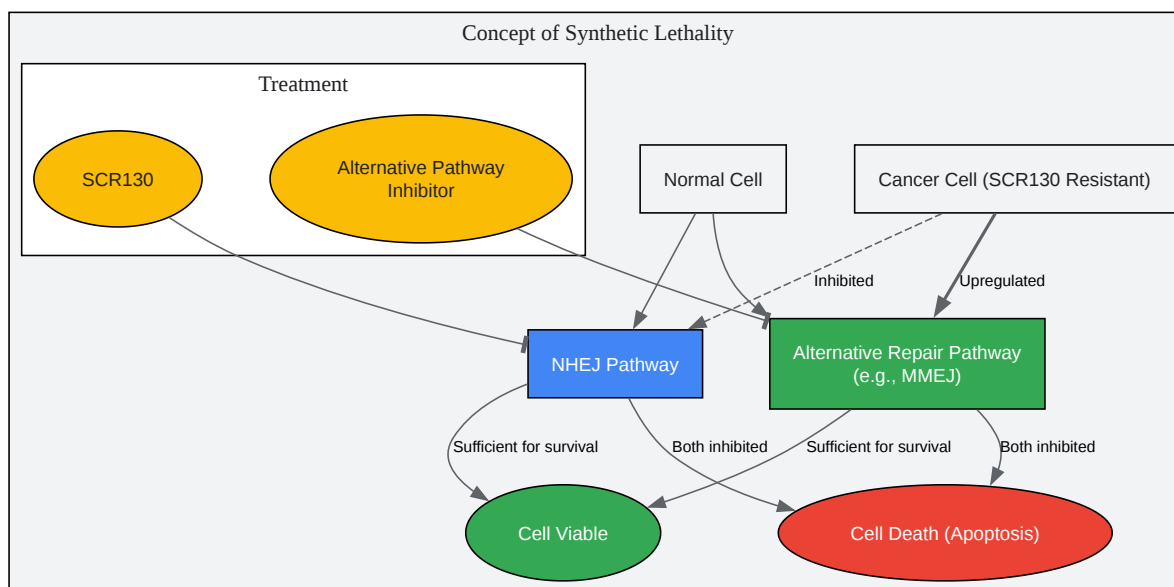 Concept of Synthetic Lethality
Treatment
SCR130
Alternative Pathway
Inhibitor
Normal Cell
Cancer Cell (SCR130 Resistant)
Inhibited
Upregulated
NHEJ Pathway
Alternative Repair Pathway
(e.g., MMEJ)
Sufficient for survival
Both inhibited
Sufficient for survival
Both inhibited
Cell Viable
Cell Death (Apoptosis)